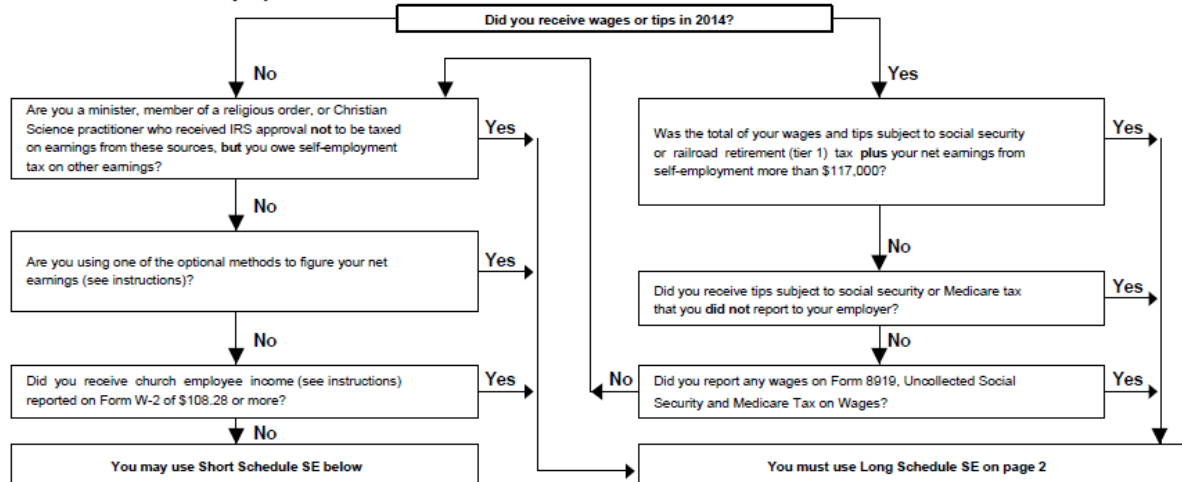 Did you receive wages or tips in 2014?
No
Yes
Are you a minister, member of a religious order, or Christian
Science practitioner who received IRS approval not to be taxed
on earnings from these sources, but you owe self-employment
tax on other earnings?
Yes
Was the total of your wages and tips subject to social security
or railroad retirement (tier 1) tax plus your net earnings from
self-employment more than $117,000?
Yes
No
No
Are you using one of the optional methods to figure your net
earnings (see instructions)?
Yes
Did you receive tips subject to social security or Medicare tax
that you did not report to your employer?
Yes
No
No
Did you receive church employee income (see instructions)
reported on Form W-2 of $108.28 or more?
Yes
No
Did you report any wages on Form 8919, Uncollected Social
Security and Medicare Tax on Wages?
Yes
No
You may use Short Schedule SE below
You must use Long Schedule SE on page 2